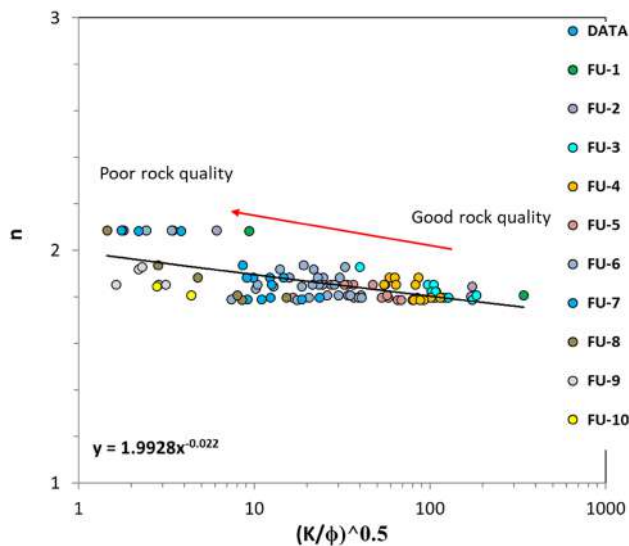 3
DATA
FU-1
FU-2
FU-3
Poor rock quality
FU-4
Good rock quality
FU-5
n
2
FU-6
FU-7
FU-8
FU-9
FU-10
y = 1.9928x^-0.022
1
1 10 100 1000
(K/ϕ)^0.5